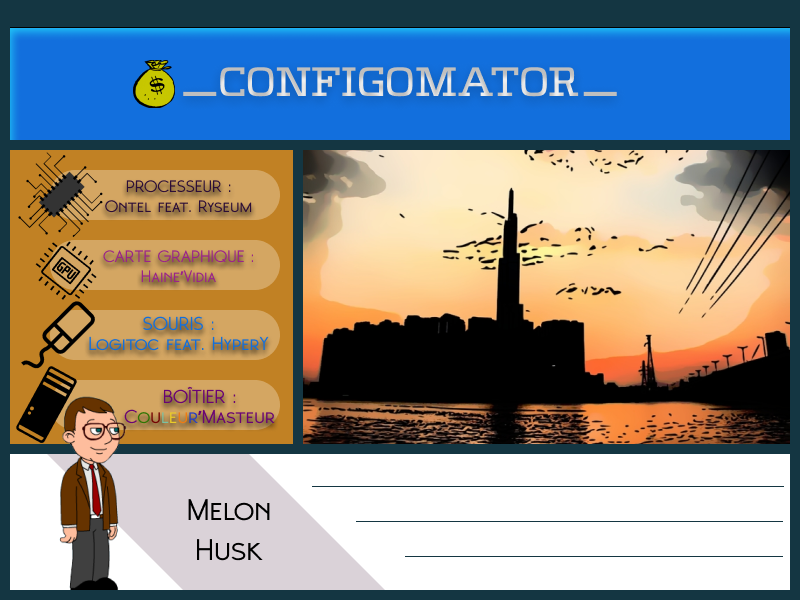 $
_CONFIGOMATOR_
PROCESSEUR :
Ontel feat. Ryseum
CARTE GRAPHIQUE :
Haine'Vidia
GPU
SOURIS :
Logitoc feat. HyperY
BOÎTIER :
Couleur'Masteur
Melon
Husk